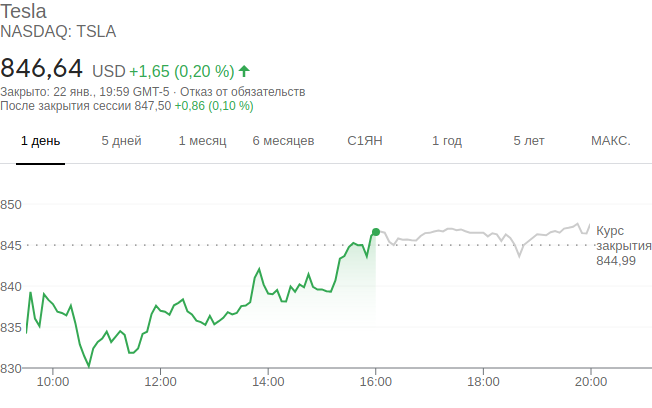 Tesla
NASDAQ: TSLA
846,64 USD +1,65 (0,20 %)
Закрыто: 22 янв., 19:59 GMT-5 · Отказ от обязательств
После закрытия сессии 847,50 +0,86 (0,10 %)
1 день 5 дней 1 месяц 6 месяцев С1ЯН 1 год 5 лет МАКС.
850
845
840
835
830
Курс
закрытия
844,99
10:00 12:00 14:00 16:00 18:00 20:00